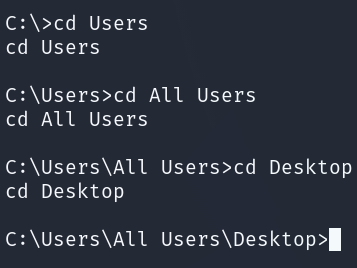 C:\>cd Users
cd Users
C:\Users>cd All Users
cd All Users
C:\Users\All Users>cd Desktop
cd Desktop
C:\Users\All Users\Desktop>